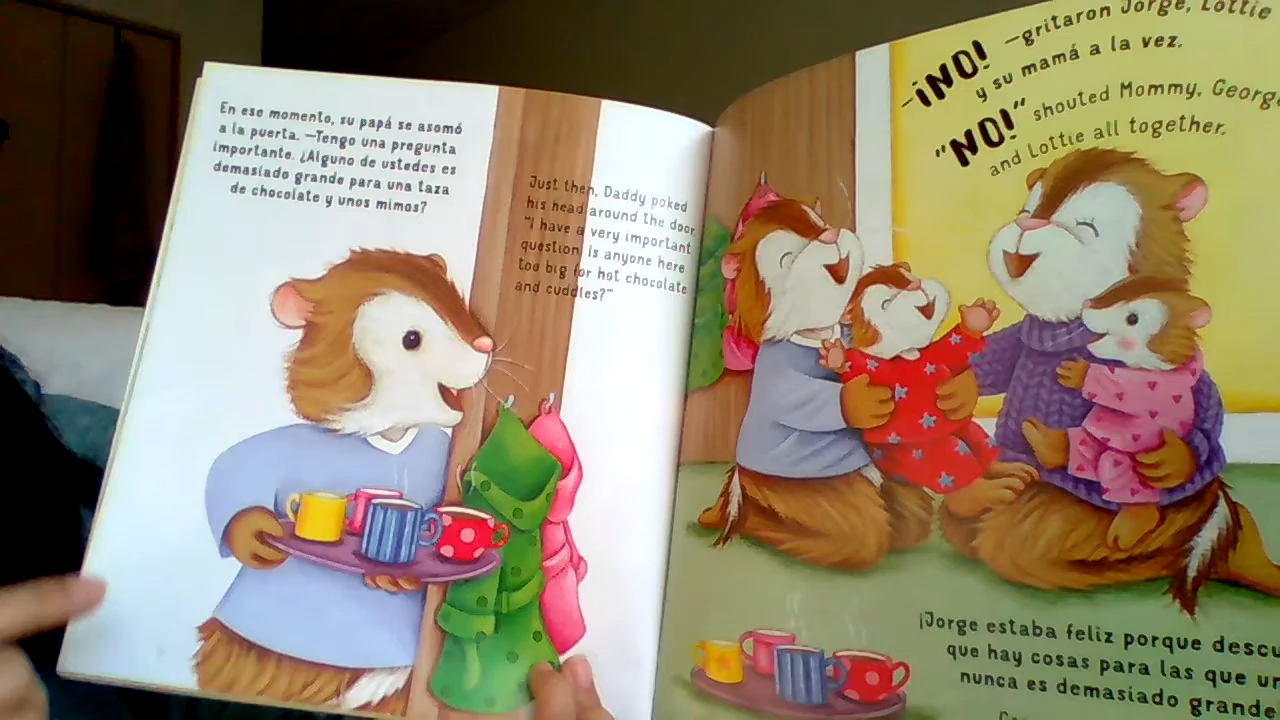 En ese momento, su papá se asomó
a la puerta. —Tengo una pregunta
importante. ¿Alguno de ustedes es
demasiado grande para una taza
de chocolate y unos mimos?
Just then, Daddy poked
his head around the door
"I have a very important
question. Is anyone here
too big for hot chocolate
and cuddles?"
—¡NO! —gritaron Jorge, Lottie
y su mamá a la vez.
"NO!" shouted Mommy, George
and Lottie all together.
¡Jorge estaba feliz porque
que hay cosas para las que
nunca es demasiado grande